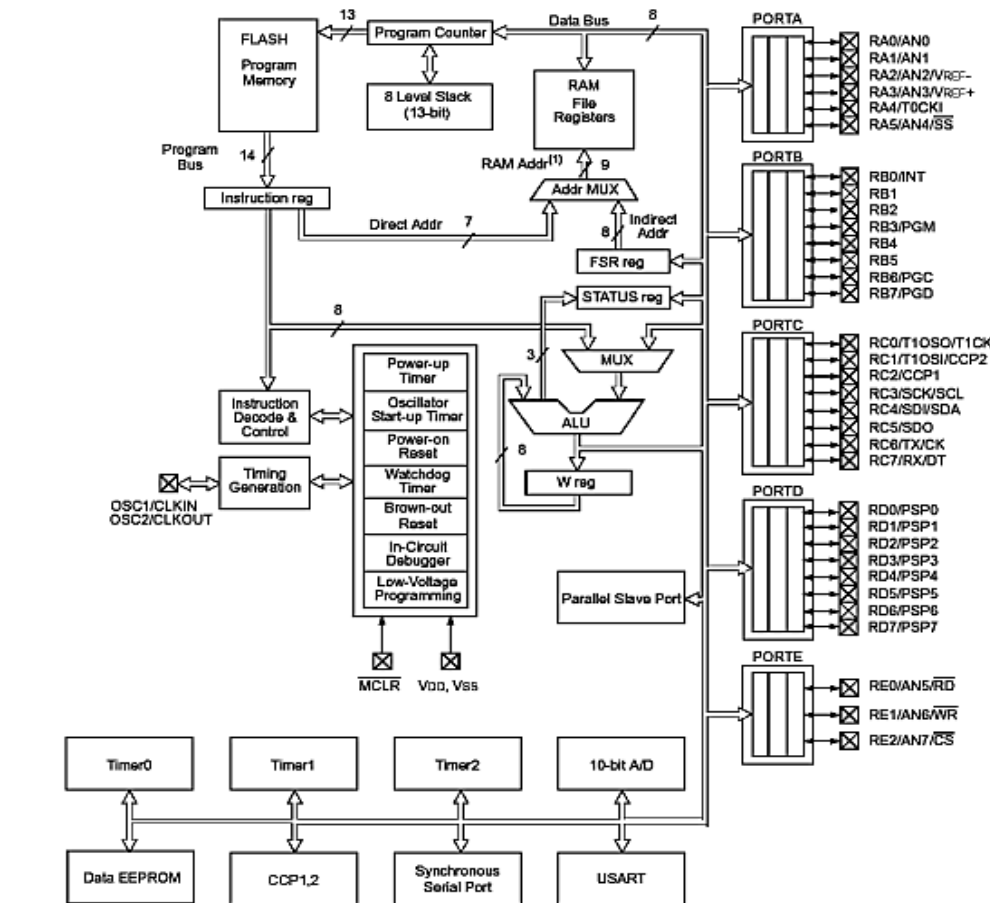 13
Data Bus
8
PORTA
FLASH
Program
Memory
Program Counter
RAM
File
Registers
8 Level Stack
(13-bit)
RA0/AN0
RA1/AN1
RA2/AN2/VREF-
RA3/AN3/VREF+
RA4/T0CKI
RA5/AN4/SS
Program
Bus
14
RAM Addr(1)
9
PORTB
Addr MUX
Instruction reg
Direct Addr
7
8
Indirect
Addr
FSR reg
STATUS reg
RB0/INT
RB1
RB2
RB3/PGM
RB4
RB5
RB6/PGC
RB7/PGD
8
3
MUX
ALU
8
W reg
PORTC
RC0/T1OSO/T1CK
RC1/T1OSI/CCP2
RC2/CCP1
RC3/SCK/SCL
RC4/SDI/SDA
RC5/SDO
RC6/TX/CK
RC7/RX/DT
Instruction
Decode &
Control
Timing
Generation
OSC1/CLKIN
OSC2/CLKOUT
Power-up
Timer
Oscillator
Start-up Timer
Power-on
Reset
Watchdog
Timer
Brown-out
Reset
In-Circuit
Debugger
Low-Voltage
Programming
MCLR
VDD, VSS
Parallel Slave Port
PORTD
RD0/PSP0
RD1/PSP1
RD2/PSP2
RD3/PSP3
RD4/PSP4
RD5/PSP5
RD6/PSP6
RD7/PSP7
PORTE
RE0/AN5/RD
RE1/AN6/WR
RE2/AN7/CS
Timer0
Timer1
Timer2
10-bit A/D
Data EEPROM
CCP1,2
Synchronous
Serial Port
USART